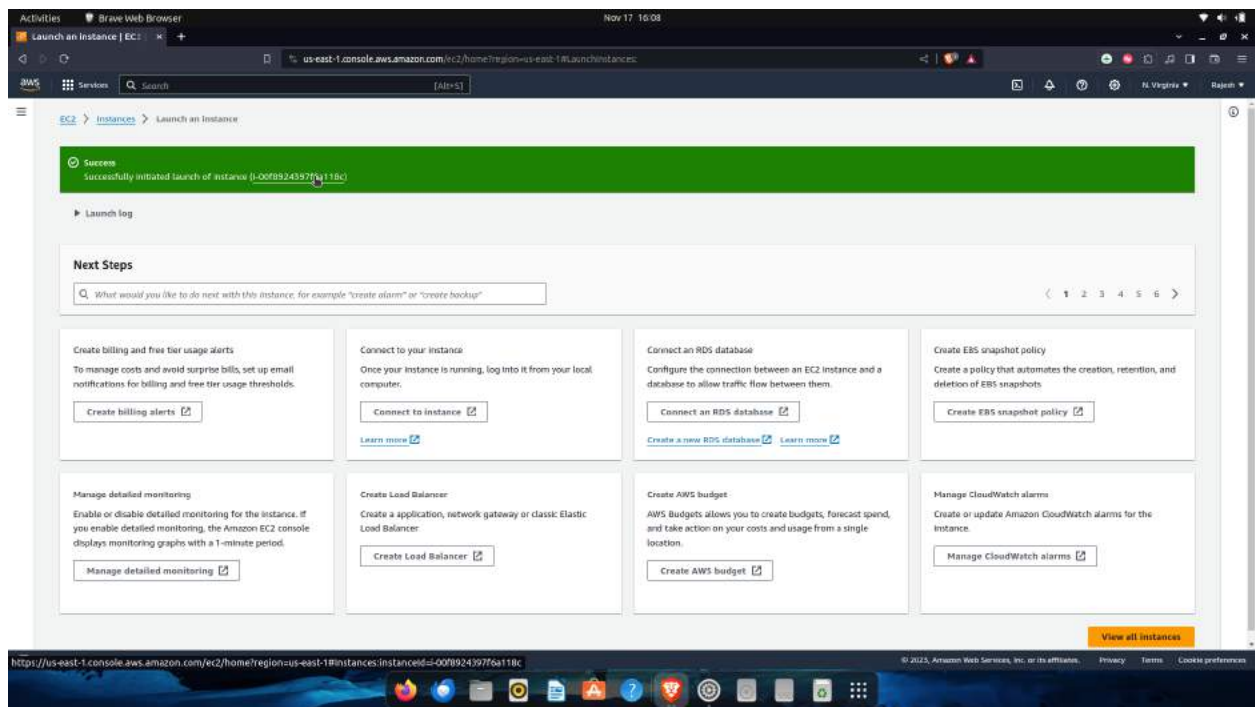 Activities Brave Web Browser Nov 17 16:08
Launch an instance | EC2
us-east-1.console.aws.amazon.com/ec2/home?region=us-east-1#LaunchInstances:
aws Services Search [Alt+S] N. Virginia Rajesh
EC2 > Instances > Launch an instance
Success
Successfully initiated launch of instance (i-00f8924397f6a118c)
Launch log
Next Steps
What would you like to do next with this instance, for example "create alarm" or "create backup"
1 2 3 4 5 6
Create billing and free tier usage alerts
To manage costs and avoid surprise bills, set up email
notifications for billing and free tier usage thresholds.
Create billing alerts
Connect to your instance
Once your instance is running, log into it from your local
computer.
Connect to instance
Learn more
Connect an RDS database
Configure the connection between an EC2 instance and a
database to allow traffic flow between them.
Connect an RDS database
Create a new RDS database Learn more
Create EBS snapshot policy
Create a policy that automates the creation, retention, and
deletion of EBS snapshots
Create EBS snapshot policy
Manage detailed monitoring
Enable or disable detailed monitoring for the instance. If
you enable detailed monitoring, the Amazon EC2 console
displays monitoring graphs with a 1-minute period.
Manage detailed monitoring
Create Load Balancer
Create a application, network gateway or classic Elastic
Load Balancer
Create Load Balancer
Create AWS budget
AWS Budgets allows you to create budgets, forecast spend,
and take action on your costs and usage from a single
location.
Create AWS budget
Manage CloudWatch alarms
Create or update Amazon CloudWatch alarms for the
instance.
Manage CloudWatch alarms
View all instances
https://us-east-1.console.aws.amazon.com/ec2/home?region=us-east-1#Instances:instanceId=i-00f8924397f6a118c
© 2023, Amazon Web Services, Inc. or its affiliates. Privacy Terms Cookie preferences